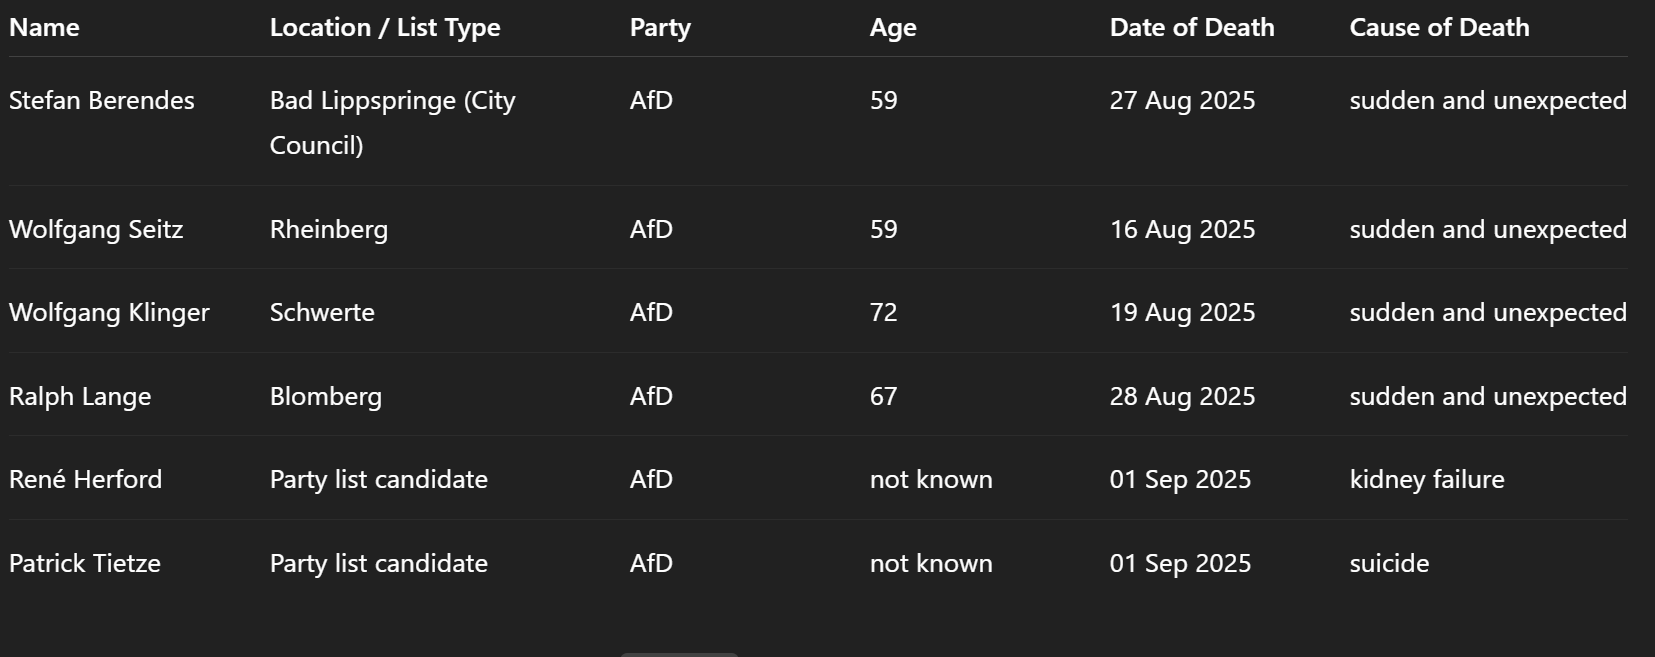 Name Location / List Type Party Age Date of Death Cause of Death
Stefan Berendes Bad Lippspringe (City AfD 59 27 Aug 2025 sudden and unexpected
Council)
Wolfgang Seitz Rheinberg AfD 59 16 Aug 2025 sudden and unexpected
Wolfgang Klinger Schwerte AfD 72 19 Aug 2025 sudden and unexpected
Ralph Lange Blomberg AfD 67 28 Aug 2025 sudden and unexpected
René Herford Party list candidate AfD not known 01 Sep 2025 kidney failure
Patrick Tietze Party list candidate AfD not known 01 Sep 2025 suicide